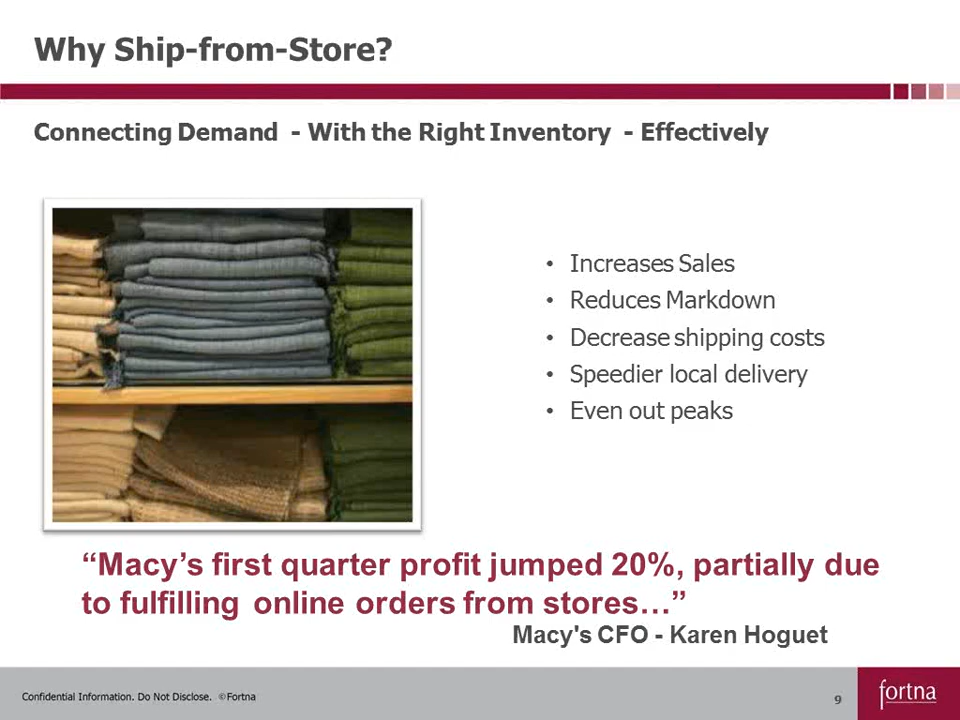 Why Ship-from-Store?
Connecting Demand - With the Right Inventory - Effectively
• Increases Sales
• Reduces Markdown
• Decrease shipping costs
• Speedier local delivery
• Even out peaks
“Macy’s first quarter profit jumped 20%, partially due
to fulfilling online orders from stores…”
Macy's CFO - Karen Hoguet
Confidential Information. Do Not Disclose. ©Fortna
9
fortna